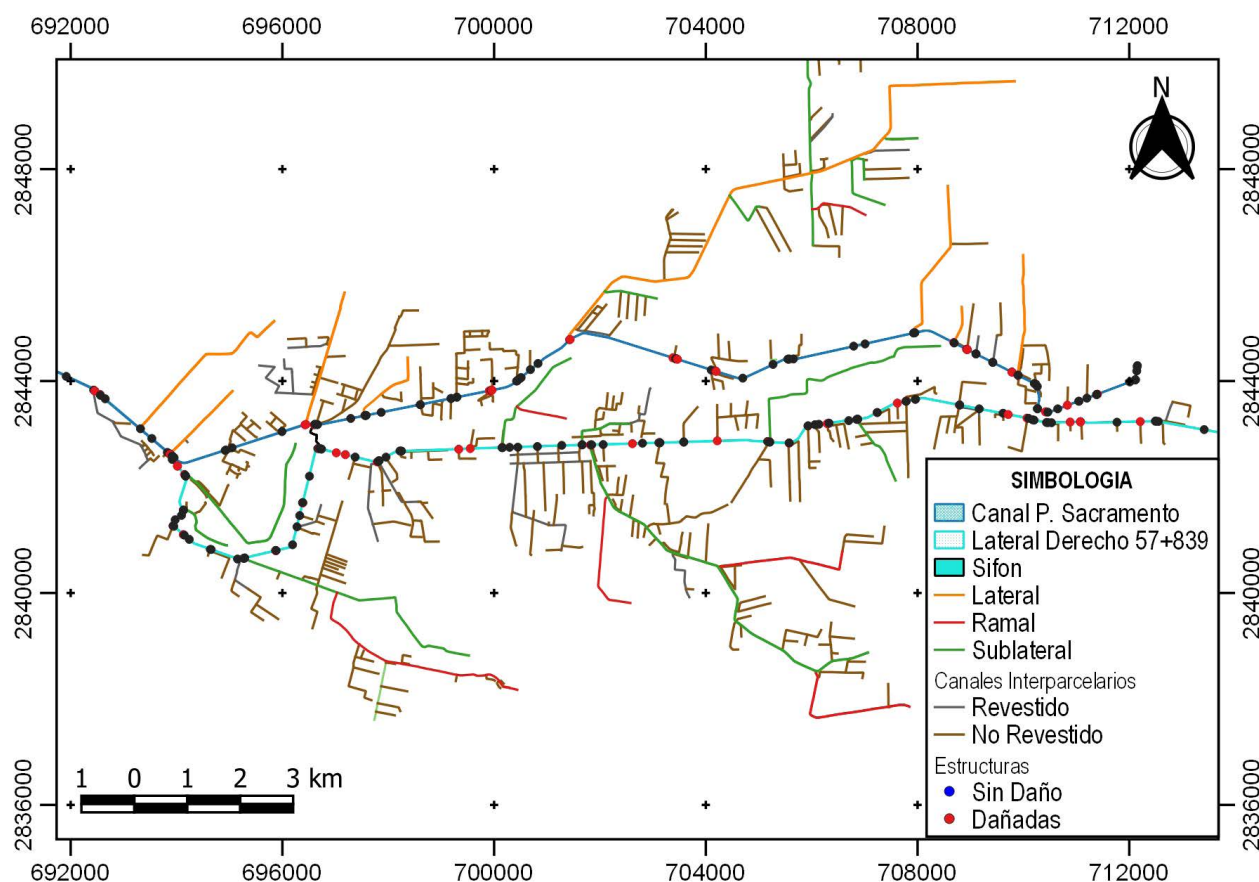 692000 696000 700000 704000 708000 712000
N
2848000 2848000
2844000 2844000
2840000 2840000
2836000 2836000
SIMBOLOGIA
Canal P. Sacramento
Lateral Derecho 57+839
Sifon
Lateral
Ramal
Sublateral
Canales Interparcelarios
Revestido
No Revestido
Estructuras
Sin Daño
Dañadas
1 0 1 2 3 km
692000 696000 700000 704000 708000 712000